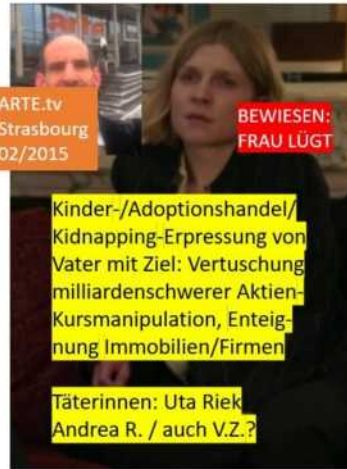 arte
ARTE.tv
Strasbourg
02/2015
BEWIESEN:
FRAU LÜGT
Kinder-/Adoptionshandel/
Kidnapping-Erpressung von
Vater mit Ziel: Vertuschung
milliardenschwerer Aktien-
Kursmanipulation, Enteig-
nung Immobilien/Firmen
Täterinnen: Uta Riek
Andrea R. / auch V.Z.?